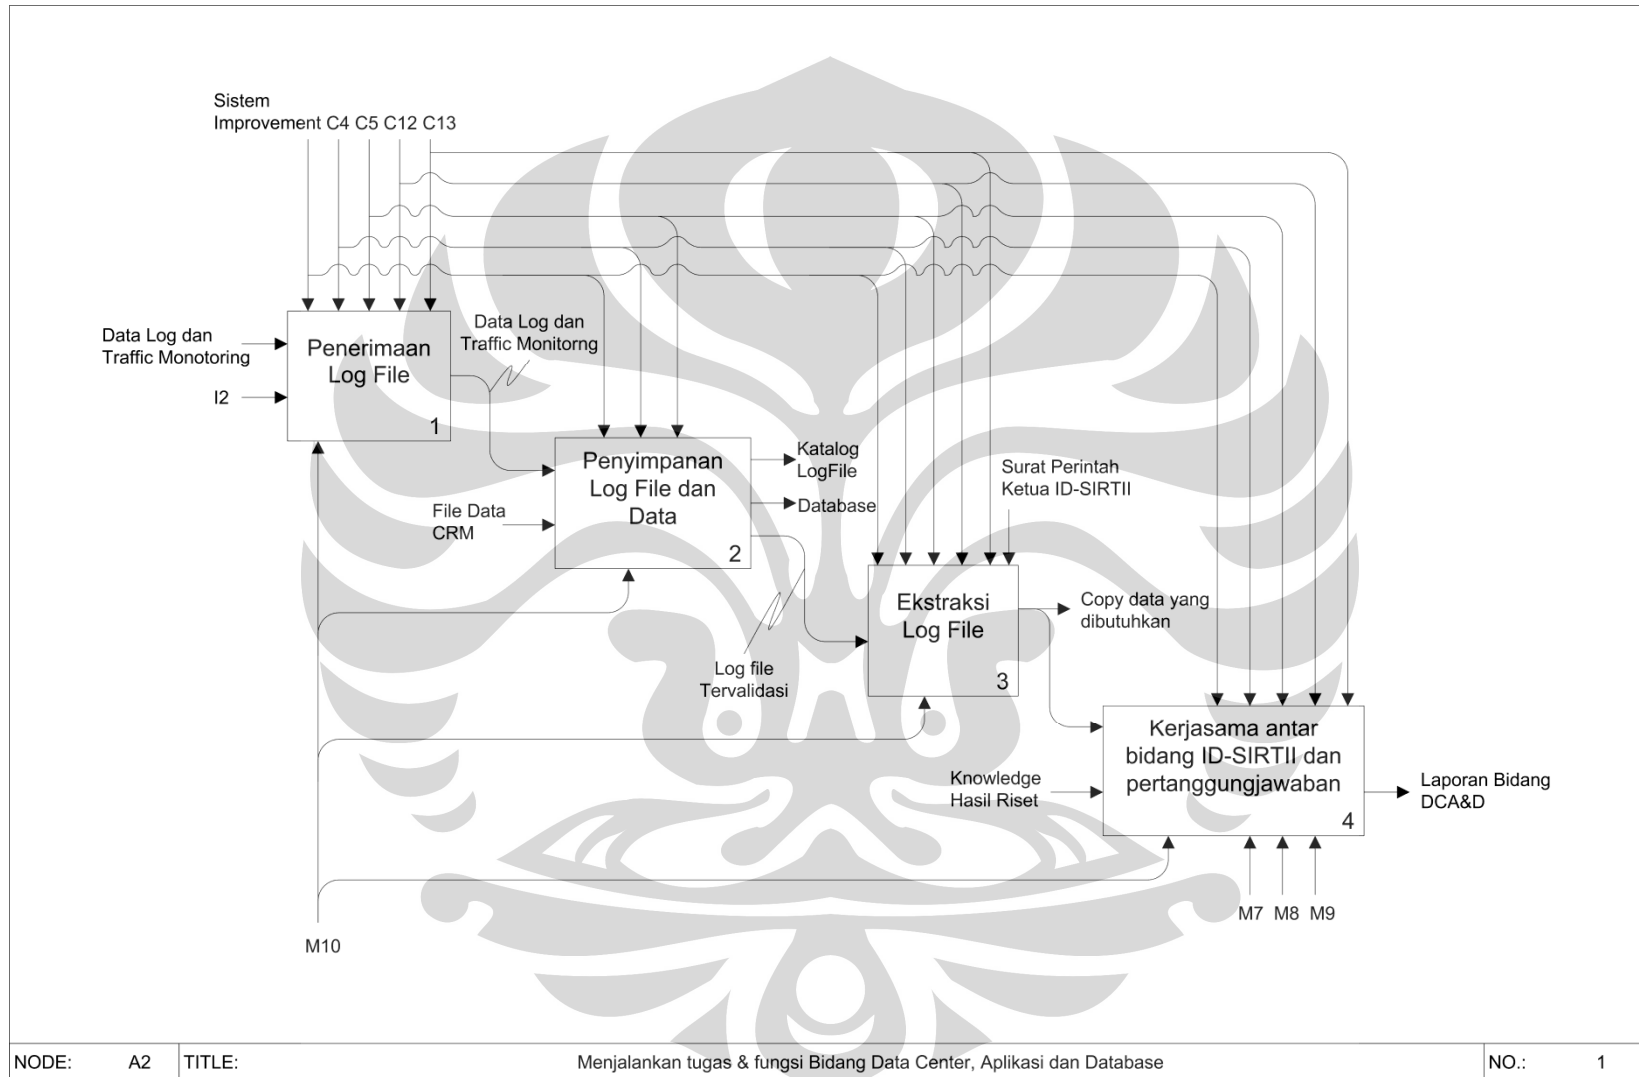 Sistem
Improvement C4 C5 C12 C13
Data Log dan
Traffic Monotoring
I2
Penerimaan
Log File
1
Data Log dan
Traffic Monitorng
File Data
CRM
Penyimpanan
Log File dan
Data
2
Katalog
LogFile
Database
Log file
Tervalidasi
Surat Perintah
Ketua ID-SIRTII
Ekstraksi
Log File
3
Copy data yang
dibutuhkan
Knowledge
Hasil Riset
Kerjasama antar
bidang ID-SIRTII dan
pertanggungjawaban
4
Laporan Bidang
DCA&D
M7 M8 M9
M10
NODE: A2 TITLE: Menjalankan tugas & fungsi Bidang Data Center, Aplikasi dan Database NO.: 1